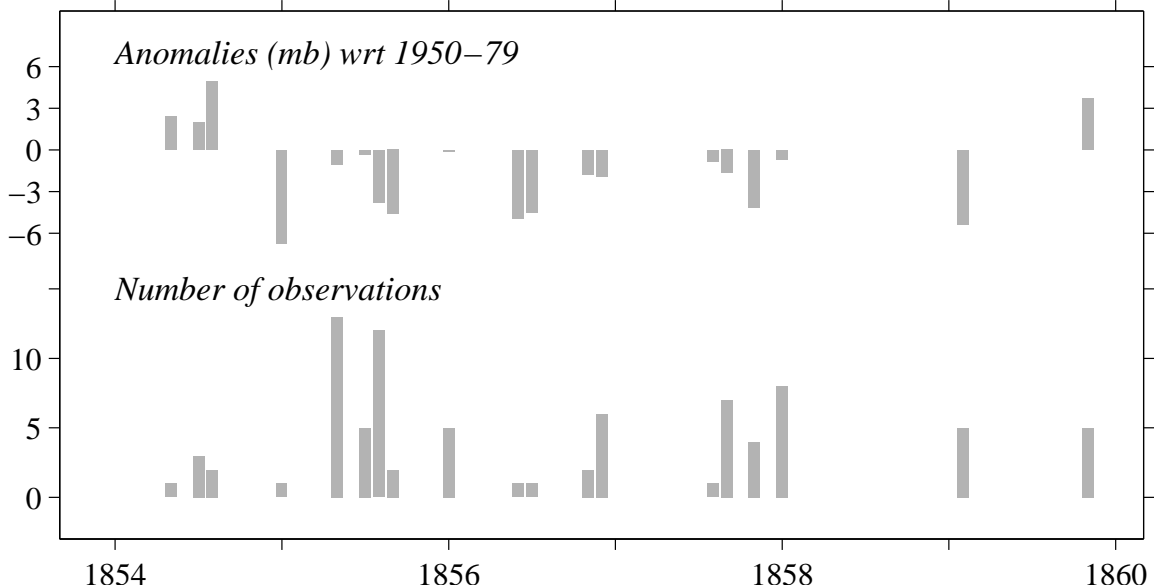 Anomalies (mb) wrt 1950–79
6
3
0
–3
–6
Number of observations
10
5
0
1854 1856 1858 1860